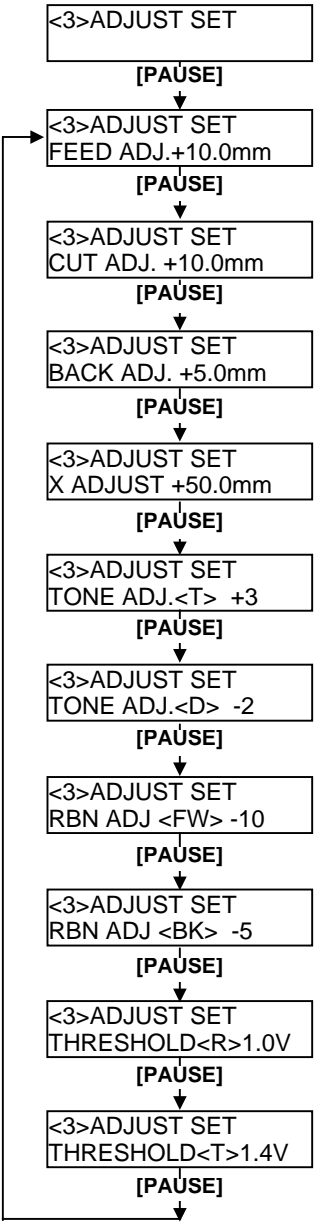 <3>ADJUST SET
[PAUSE]
<3>ADJUST SET
FEED ADJ.+10.0mm
[PAUSE]
<3>ADJUST SET
CUT ADJ. +10.0mm
[PAUSE]
<3>ADJUST SET
BACK ADJ. +5.0mm
[PAUSE]
<3>ADJUST SET
X ADJUST +50.0mm
[PAUSE]
<3>ADJUST SET
TONE ADJ.<T>  +3
[PAUSE]
<3>ADJUST SET
TONE ADJ.<D>  -2
[PAUSE]
<3>ADJUST SET
RBN ADJ <FW> -10
[PAUSE]
<3>ADJUST SET
RBN ADJ <BK>  -5
[PAUSE]
<3>ADJUST SET
THRESHOLD<R>1.0V
[PAUSE]
<3>ADJUST SET
THRESHOLD<T>1.4V
[PAUSE]